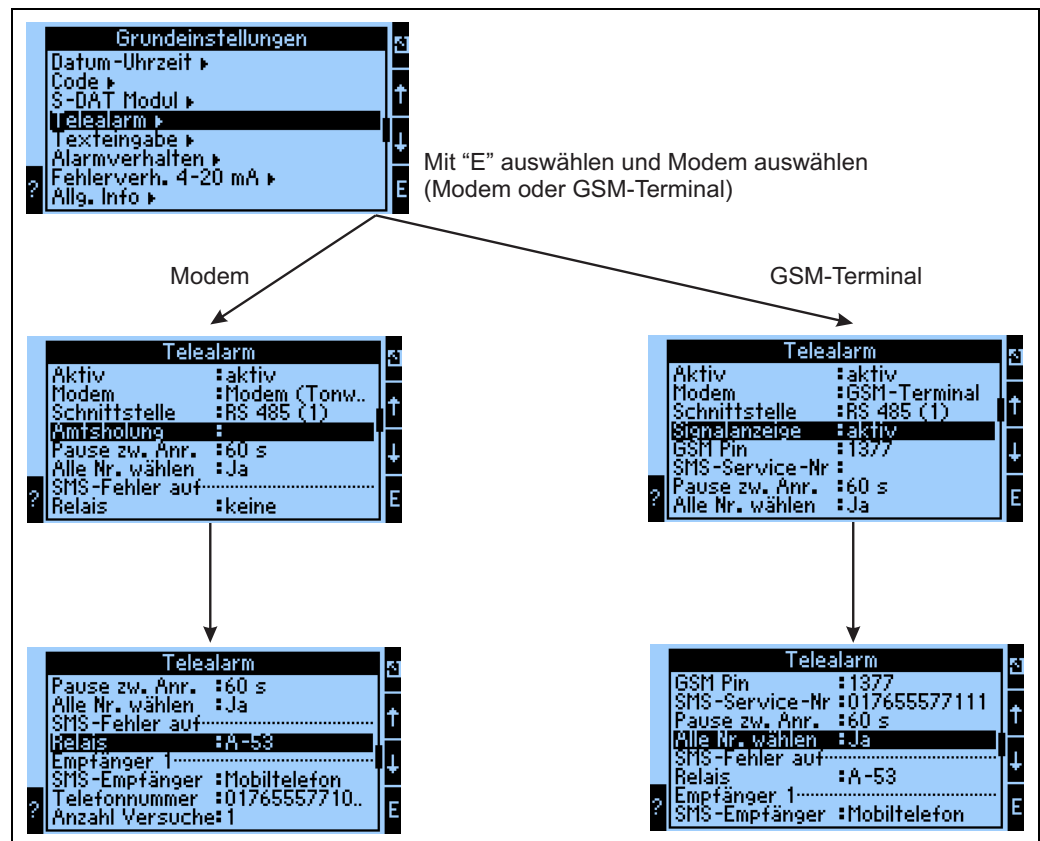 Grundeinstellungen
Datum-Uhrzeit ▸
Code ▸
S-DAT Modul ▸
Telealarm ▸
Texteingabe ▸
Alarmverhalten ▸
Fehlerverh. 4-20 mA ▸
Allg. Info ▸
?
↑
↓
E
Mit “E” auswählen und Modem auswählen
(Modem oder GSM-Terminal)
Modem
GSM-Terminal
Telealarm
Aktiv :aktiv
Modem :Modem (Tonw..
Schnittstelle :RS 485 (1)
Amtsholung :
Pause zw. Anr. :60 s
Alle Nr. wählen :Ja
SMS-Fehler auf
Relais :keine
?
↑
↓
E
Telealarm
Aktiv :aktiv
Modem :GSM-Terminal
Schnittstelle :RS 485 (1)
Signalanzeige :aktiv
GSM Pin :1377
SMS-Service-Nr :
Pause zw. Anr. :60 s
Alle Nr. wählen :Ja
?
↑
↓
E
Telealarm
Pause zw. Anr. :60 s
Alle Nr. wählen :Ja
SMS-Fehler auf
Relais :A-53
Empfänger 1
SMS-Empfänger :Mobiltelefon
Telefonnummer :01765557710..
Anzahl Versuche:1
?
↑
↓
E
Telealarm
GSM Pin :1377
SMS-Service-Nr :017655577111
Pause zw. Anr. :60 s
Alle Nr. wählen :Ja
SMS-Fehler auf
Relais :A-53
Empfänger 1
SMS-Empfänger :Mobiltelefon
?
↑
↓
E